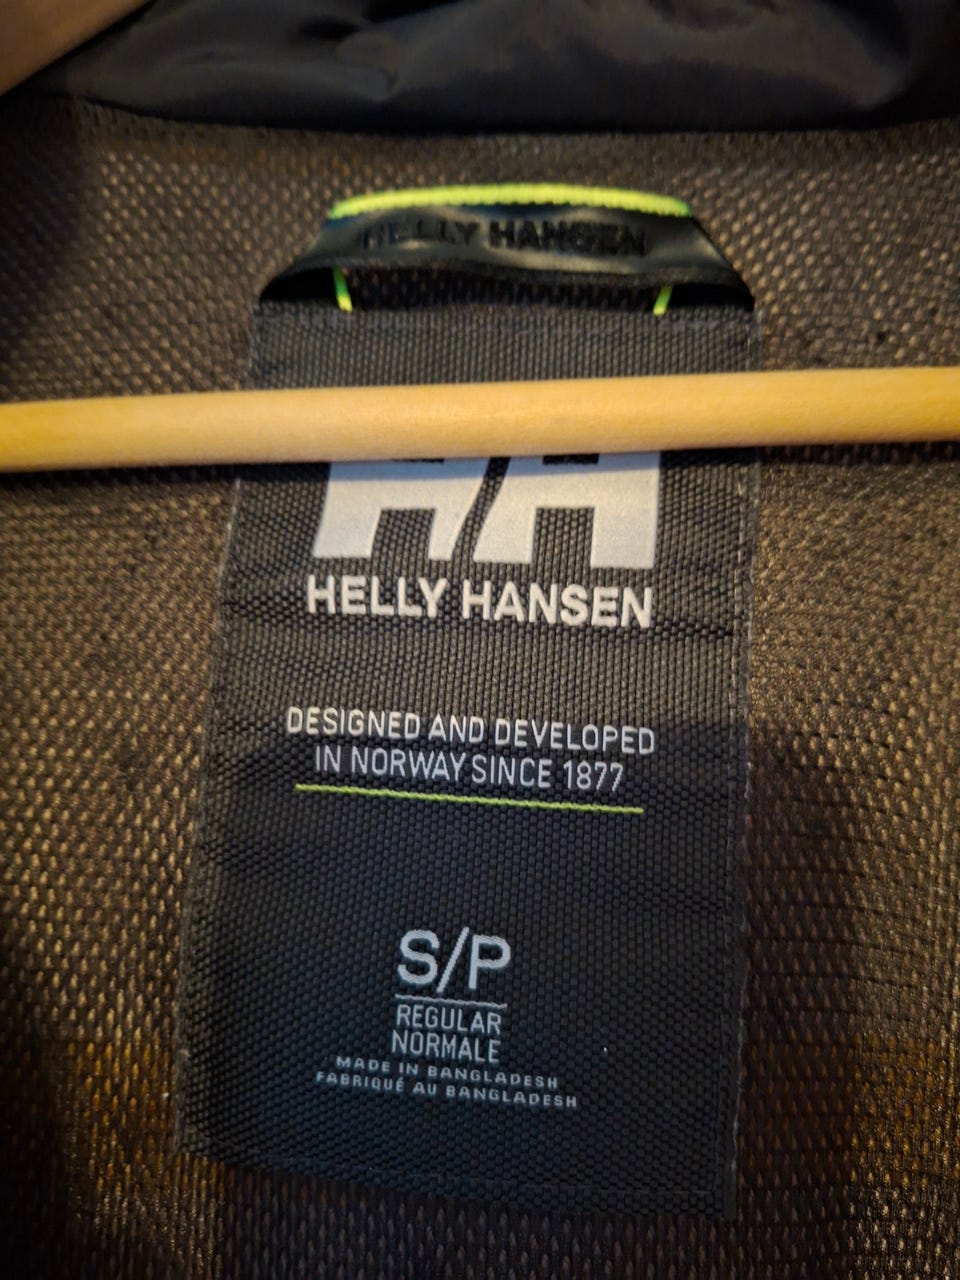 HELLY HANSEN
HH
HELLY HANSEN
DESIGNED AND DEVELOPED
IN NORWAY SINCE 1877
S/P
REGULAR
NORMALE
MADE IN BANGLADESH
FABRIQUÉ AU BANGLADESH